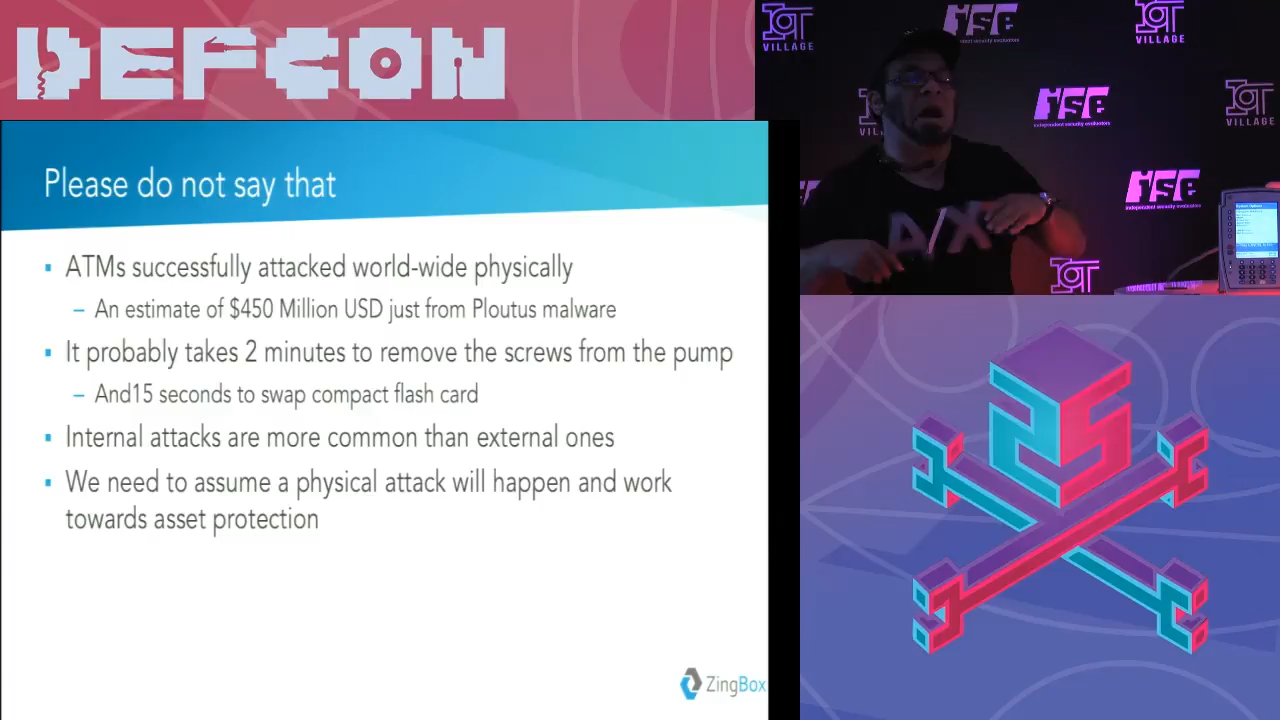 DEFCON
Please do not say that
ATMs successfully attacked world-wide physically
– An estimate of $450 Million USD just from Ploutus malware
It probably takes 2 minutes to remove the screws from the pump
– And15 seconds to swap compact flash card
Internal attacks are more common than external ones
We need to assume a physical attack will happen and work
towards asset protection
ZingBox
IoT
VILLAGE
ise
IoT
VILLAGE
ise
independent security evaluators
IoT
VILLAGE
A/X
ise
independent security evaluators
IoT
25